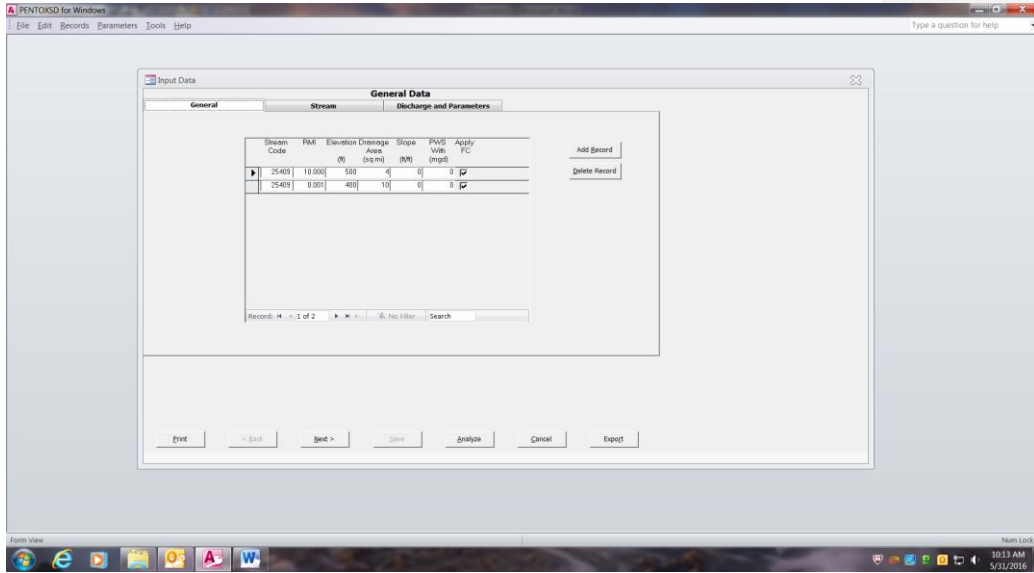 PENTOXSD for Windows
File Edit Records Parameters Tools Help
Type a question for help
Input Data
General Data
General Stream Discharge and Parameters
Stream Code RMI Elevation (ft) Drainage Area (sq mi) Slope (ft/ft) PWS With (mgd) Apply FC
25409 10.000 500 4 0 0
25409 0.001 400 10 0 0
Add Record
Delete Record
Record: 1 of 2 No Filter Search
Print < Back Next > Save Analyze Cancel Export
Form View
Num Lock
10:13 AM
5/31/2016